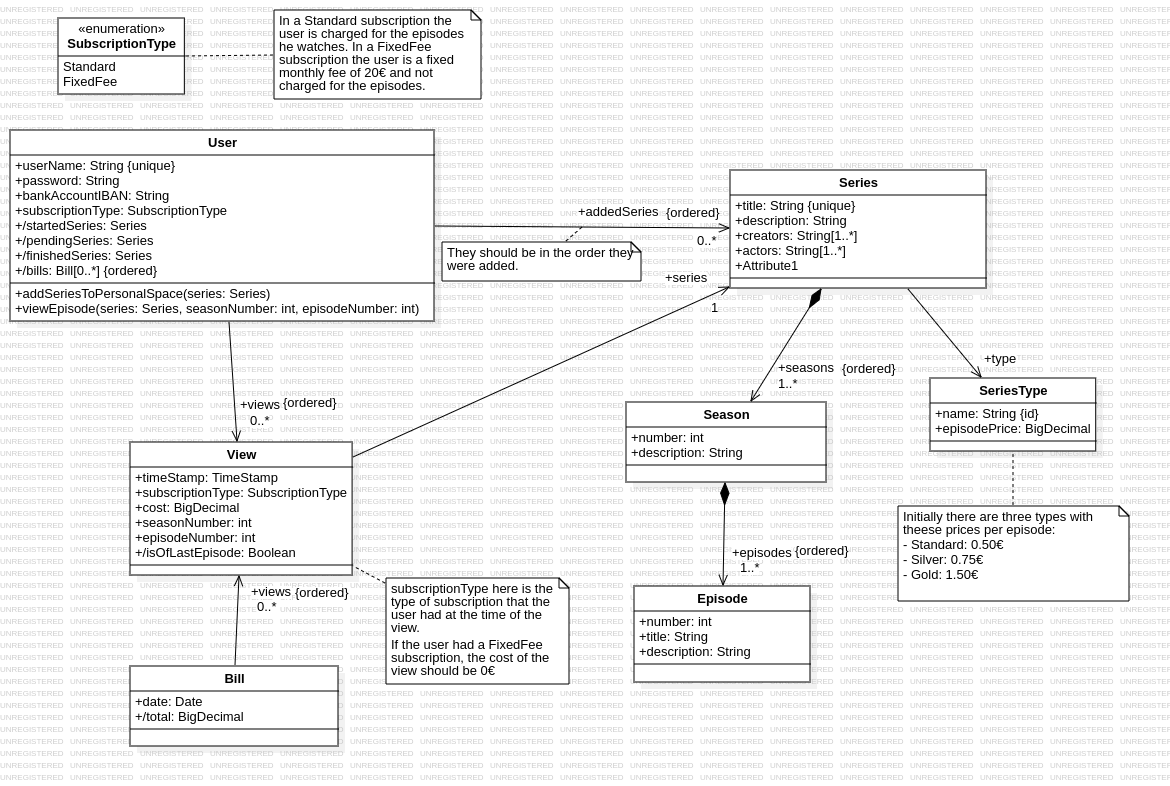 «enumeration»
SubscriptionType
Standard
FixedFee
In a Standard subscription the
user is charged for the episodes
he watches. In a FixedFee
subscription the user is a fixed
monthly fee of 20€ and not
charged for the episodes.
User
+userName: String {unique}
+password: String
+bankAccountIBAN: String
+subscriptionType: SubscriptionType
+/startedSeries: Series
+/pendingSeries: Series
+/finishedSeries: Series
+/bills: Bill[0..*] {ordered}
+addSeriesToPersonalSpace(series: Series)
+viewEpisode(series: Series, seasonNumber: int, episodeNumber: int)
+addedSeries {ordered}
0..*
They should be in the order they
were added.
+series
1
Series
+title: String {unique}
+description: String
+creators: String[1..*]
+actors: String[1..*]
+Attribute1
+seasons {ordered}
1..*
+type
SeriesType
+name: String {id}
+episodePrice: BigDecimal
Initially there are three types with
theese prices per episode:
- Standard: 0.50€
- Silver: 0.75€
- Gold: 1.50€
Season
+number: int
+description: String
+episodes {ordered}
1..*
Episode
+number: int
+title: String
+description: String
+views {ordered}
0..*
View
+timeStamp: TimeStamp
+subscriptionType: SubscriptionType
+cost: BigDecimal
+seasonNumber: int
+episodeNumber: int
+/isOfLastEpisode: Boolean
subscriptionType here is the
type of subscription that the
user had at the time of the
view.
If the user had a FixedFee
subscription, the cost of the
view should be 0€
+views {ordered}
0..*
Bill
+date: Date
+/total: BigDecimal
UNREGISTERED